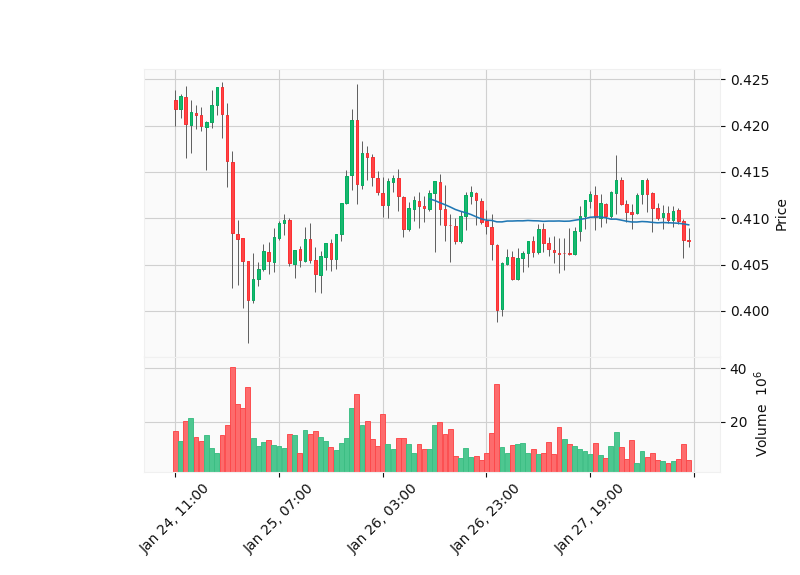 0.425
0.420
0.415
0.410
0.405
0.400
Price
40
20
Volume 10^6
Jan 24, 11:00
Jan 25, 07:00
Jan 26, 03:00
Jan 26, 23:00
Jan 27, 19:00